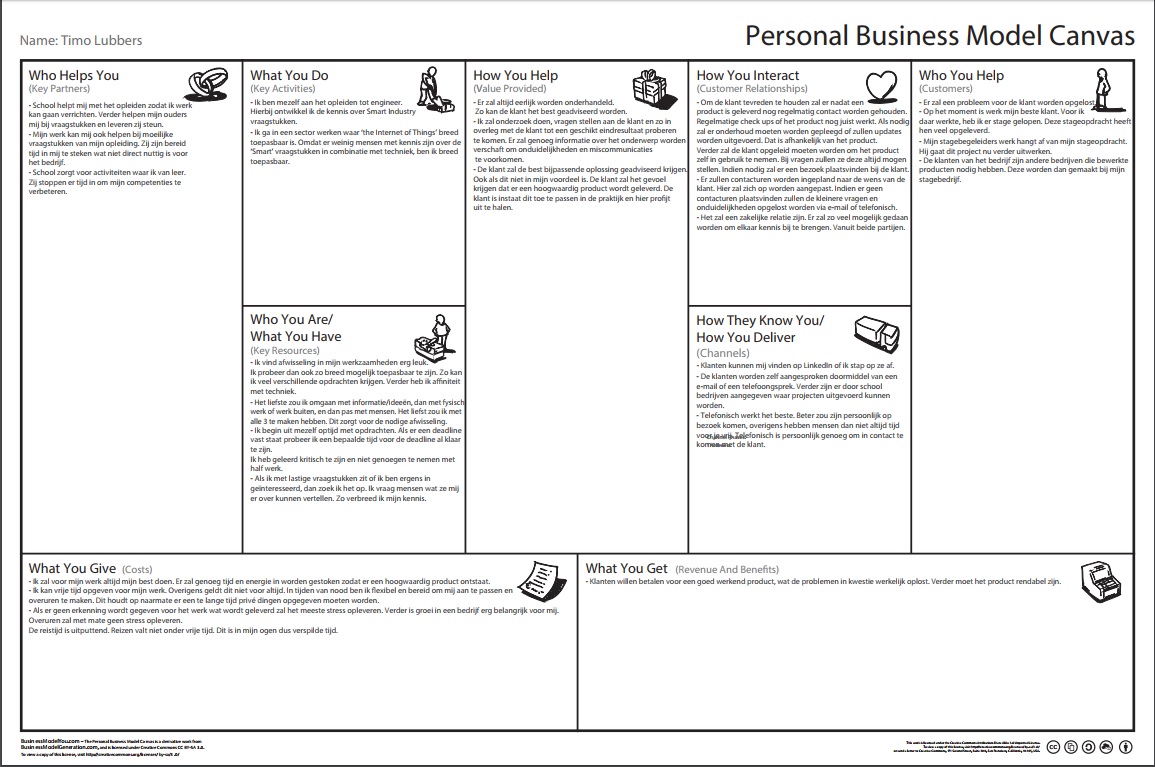 Name: Timo Lubbers
Personal Business Model Canvas
Who Helps You
(Key Partners)
- School helpt mij met het opleiden zodat ik werk
kan gaan verrichten. Verder helpen mijn ouders
mij bij vraagstukken en leveren zij steun.
- Mijn werk kan mij ook helpen bij moeilijke
vraagstukken van mijn opleiding. Zij zijn bereid
tijd in mij te steken wat niet direct nuttig is voor
het bedrijf.
- School zorgt voor activiteiten waar ik van leer.
Zij stoppen er tijd in om mijn competenties te
verbeteren.
What You Do
(Key Activities)
- Ik ben mezelf aan het opleiden tot engineer.
Hierbij ontwikkel ik de kennis over Smart Industry
vraagstukken.
- Ik ga in een sector werken waar 'the Internet of Things' breed
toepasbaar is. Omdat er weinig mensen met kennis zijn over de
'Smart' vraagstukken in combinatie met techniek, ben ik breed
toepasbaar.
Who You Are/
What You Have
(Key Resources)
- Ik vind afwisseling in mijn werkzaamheden erg leuk.
Ik probeer dan ook zo breed mogelijk toepasbaar te zijn. Zo kan
ik veel verschillende opdrachten krijgen. Verder heb ik affiniteit
met techniek.
- Het liefste zou ik omgaan met informatie/ideeën, dan met fysisch
werk of werk buiten, en dan pas met mensen. Het liefst zou ik met
alle 3 te maken hebben. Dit zorgt voor de nodige afwisseling.
- Ik begin uit mezelf optijd met opdrachten. Als er een deadline
vast staat probeer ik een bepaalde tijd voor de deadline al klaar
te zijn.
Ik heb geleerd kritisch te zijn en niet genoegen te nemen met
half werk.
- Als ik met lastige vraagstukken zit of ik ben ergens in
geïnteresseerd, dan zoek ik het op. Ik vraag mensen wat ze mij
er over kunnen vertellen. Zo verbreed ik mijn kennis.
How You Help
(Value Provided)
- Er zal altijd eerlijk worden onderhandeld.
Zo kan de klant het best geadviseerd worden.
- Ik zal onderzoek doen, vragen stellen aan de klant en zo in
overleg met de klant tot een geschikt eindresultaat proberen
te komen. Er zal genoeg informatie over het onderwerp worden
verschaft om onduidelijkheden en miscommunicaties
te voorkomen.
- De klant zal de best bijpassende oplossing geadviseerd krijgen.
Ook als dit niet in mijn voordeel is. De klant zal het gevoel
krijgen dat er een hoogwaardig product wordt geleverd. De
klant is instaat dit toe te passen in de praktijk en hier profijt
uit te halen.
How You Interact
(Customer Relationships)
- Om de klant tevreden te houden zal er nadat een
product is geleverd nog regelmatig contact worden gehouden.
Regelmatige check ups of het product nog juist werkt. Als nodig
zal er onderhoud moeten worden gepleegd of zullen updates
worden uitgevoerd. Dat is afhankelijk van het product.
Verder zal de klant opgeleid moeten worden om het product
zelf in gebruik te nemen. Bij vragen zullen ze deze altijd mogen
stellen. Indien nodig zal er een bezoek plaatsvinden bij de klant.
- Er zullen contacturen worden ingepland naar de wens van de
klant. Hier zal zich op worden aangepast. Indien er geen
contacturen plaatsvinden zullen de kleinere vragen en
onduidelijkheden opgelost worden via e-mail of telefonisch.
- Het zal een zakelijke relatie zijn. Er zal zo veel mogelijk gedaan
worden om elkaar kennis bij te brengen. Vanuit beide partijen.
How They Know You/
How You Deliver
(Channels)
- Klanten kunnen mij vinden op LinkedIn of ik stap op ze af.
- De klanten worden zelf aangesproken doormiddel van een
e-mail of een telefoongsprek. Verder zijn er door school
bedrijven aangegeven waar projecten uitgevoerd kunnen
worden.
- Telefonisch werkt het beste. Beter zou zijn persoonlijk op
bezoek komen, overigens hebben mensen dan niet altijd tijd
voor je vrij. Telefonisch is persoonlijk genoeg om in contact te
komen met de klant.
Who You Help
(Customers)
- Er zal een probleem voor de klant worden opgelost
- Op het moment is werk mijn beste klant. Voor ik
daar werkte, heb ik er stage gelopen. Deze stageopdracht heeft
hen veel opgeleverd.
- Mijn stagebegeleiders werk hangt af van mijn stageopdracht.
Hij gaat dit project nu verder uitwerken.
- De klanten van het bedrijf zijn andere bedrijven die bewerkte
producten nodig hebben. Deze worden dan gemaakt bij mijn
stagebedrijf.
What You Give (Costs)
- Ik zal voor mijn werk altijd mijn best doen. Er zal genoeg tijd en energie in worden gestoken zodat er een hoogwaardig product ontstaat.
- Ik kan vrije tijd opgeven voor mijn werk. Overigens geldt dit niet voor altijd. In tijden van nood ben ik flexibel en bereid om mij aan te passen en
overuren te maken. Dit houdt op naarmate er een te lange tijd privé dingen opgegeven moeten worden.
- Als er geen erkenning wordt gegeven voor het werk wat wordt geleverd zal het meeste stress opleveren. Verder is groei in een bedrijf erg belangrijk voor mij.
Overuren zal met mate geen stress opleveren.
De reistijd is uitputtend. Reizen valt niet onder vrije tijd. Dit is in mijn ogen dus verspilde tijd.
What You Get (Revenue And Benefits)
- Klanten willen betalen voor een goed werkend product, wat de problemen in kwestie werkelijk oplost. Verder moet het product rendabel zijn.
BusinessModelYou.com – The Personal Business Model Canvas is a derivative work from
BusinessModelGeneration.com, and is licensed under Creative Commons CC BY-SA 3.0.
To view a copy of this license, visit http://creativecommons.org/licenses/by-sa/3.0/